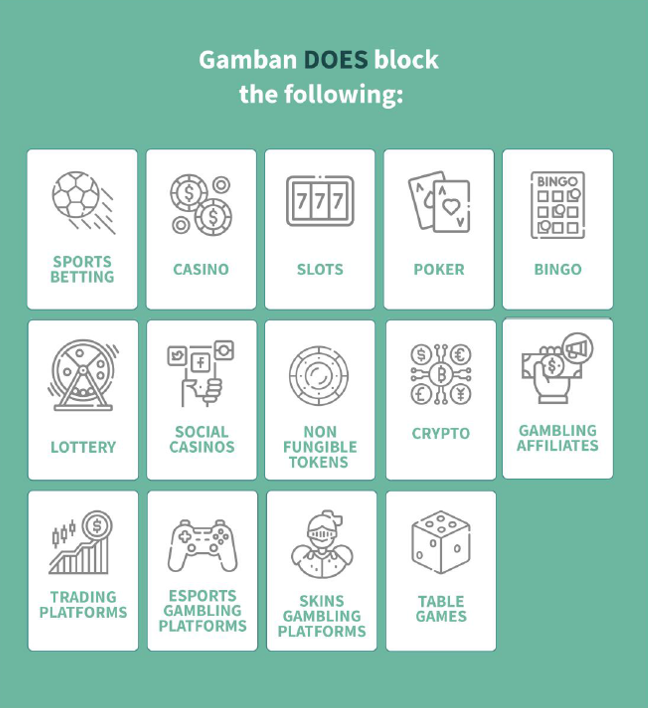 Gamban DOES block
the following:
SPORTS
BETTING
CASINO
777
SLOTS
A
A
A
POKER
BINGO
BINGO
LOTTERY
f
SOCIAL
CASINOS
NON
FUNGIBLE
TOKENS
$ €
B
£ ¥
CRYPTO
$
GAMBLING
AFFILIATES
$
TRADING
PLATFORMS
ESPORTS
GAMBLING
PLATFORMS
SKINS
GAMBLING
PLATFORMS
TABLE
GAMES